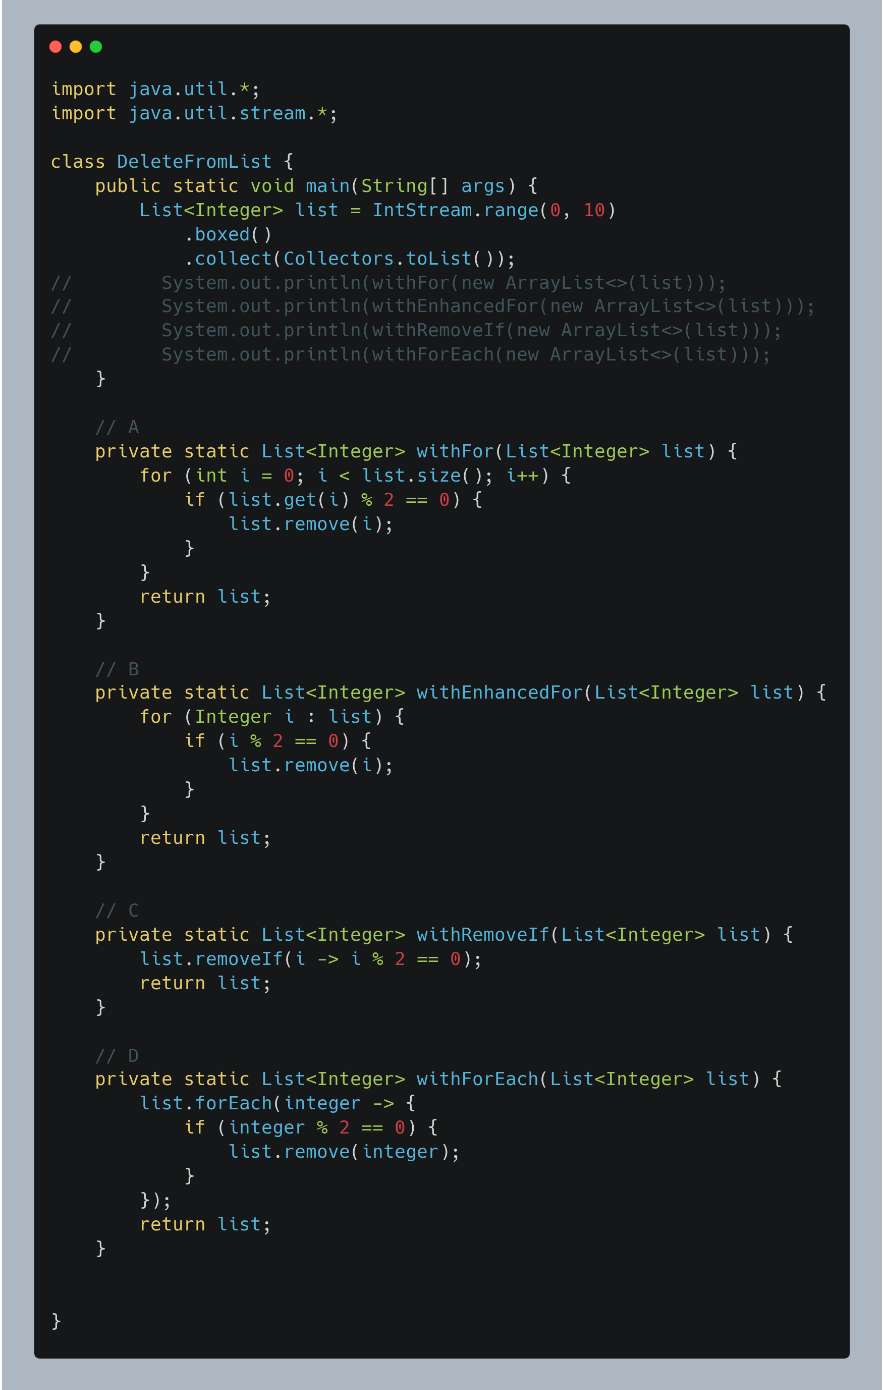 import java.util.*;
import java.util.stream.*;
class DeleteFromList {
    public static void main(String[] args) {
        List<Integer> list = IntStream.range(0, 10)
            .boxed()
            .collect(Collectors.toList());
//        System.out.println(withFor(new ArrayList<>(list)));
//        System.out.println(withEnhancedFor(new ArrayList<>(list)));
//        System.out.println(withRemoveIf(new ArrayList<>(list)));
//        System.out.println(withForEach(new ArrayList<>(list)));
    }
    // A
    private static List<Integer> withFor(List<Integer> list) {
        for (int i = 0; i < list.size(); i++) {
            if (list.get(i) % 2 == 0) {
                list.remove(i);
            }
        }
        return list;
    }
    // B
    private static List<Integer> withEnhancedFor(List<Integer> list) {
        for (Integer i : list) {
            if (i % 2 == 0) {
                list.remove(i);
            }
        }
        return list;
    }
    // C
    private static List<Integer> withRemoveIf(List<Integer> list) {
        list.removeIf(i -> i % 2 == 0);
        return list;
    }
    // D
    private static List<Integer> withForEach(List<Integer> list) {
        list.forEach(integer -> {
            if (integer % 2 == 0) {
                list.remove(integer);
            }
        });
        return list;
    }
}